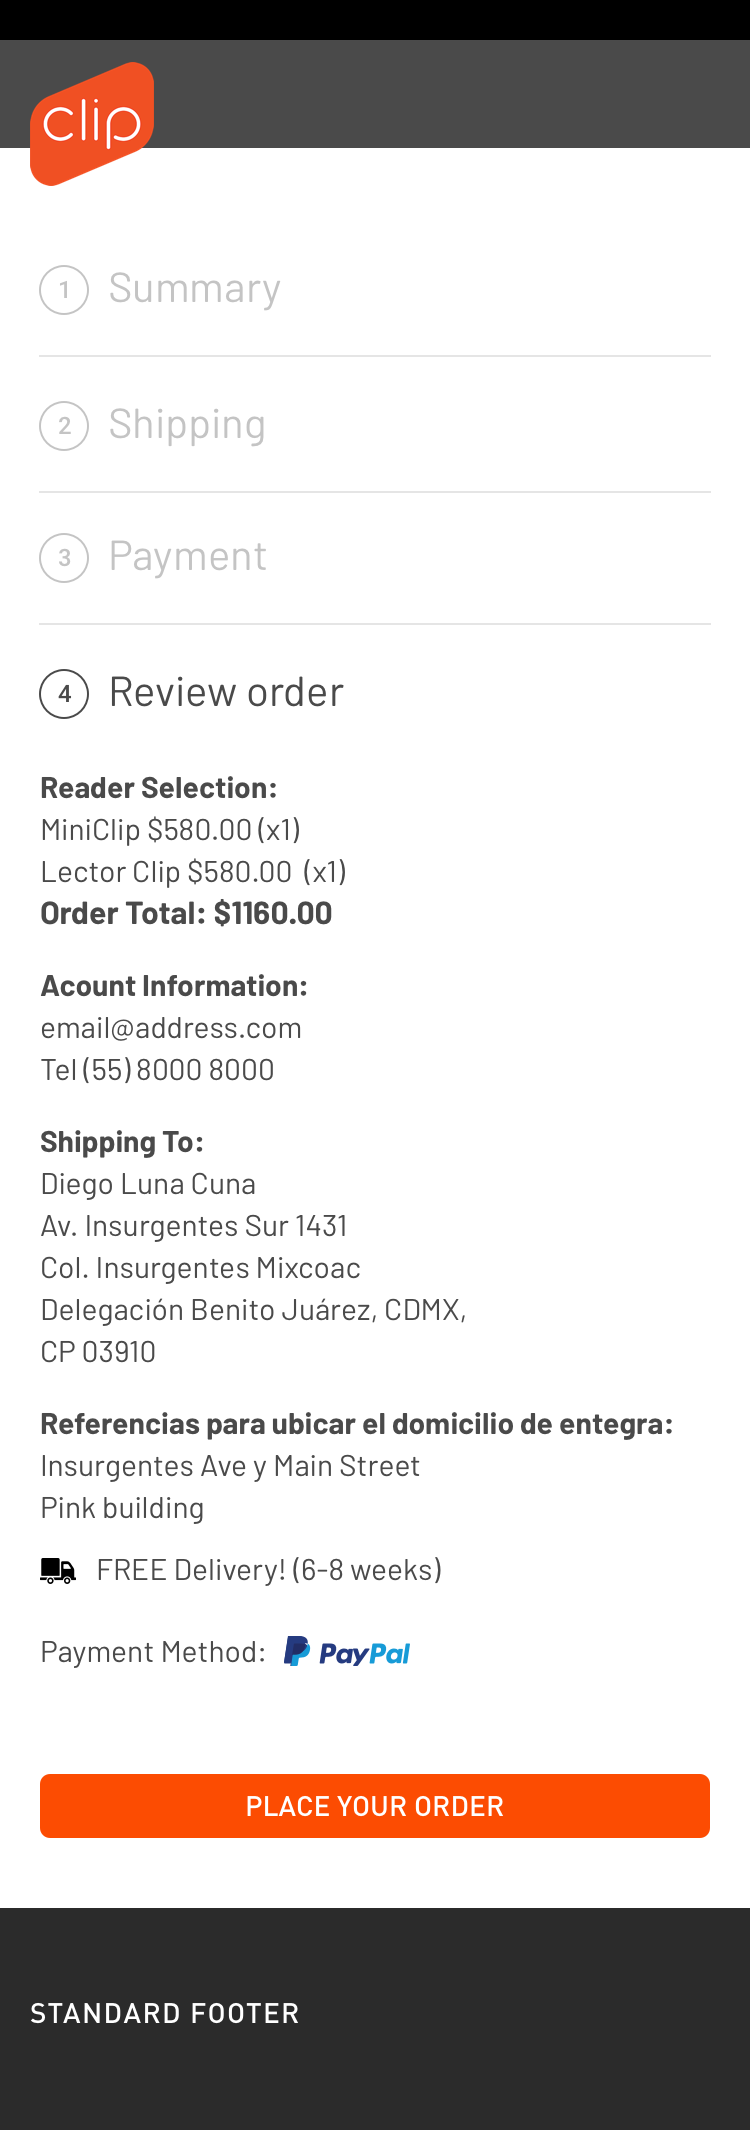 clip
1 Summary
2 Shipping
3 Payment
4 Review order
Reader Selection:
MiniClip $580.00 (x1)
Lector Clip $580.00 (x1)
Order Total: $1160.00
Acount Information:
email@address.com
Tel (55) 8000 8000
Shipping To:
Diego Luna Cuna
Av. Insurgentes Sur 1431
Col. Insurgentes Mixcoac
Delegación Benito Juárez, CDMX,
CP 03910
Referencias para ubicar el domicilio de entegra:
Insurgentes Ave y Main Street
Pink building
FREE Delivery! (6-8 weeks)
Payment Method: PayPal
PLACE YOUR ORDER
STANDARD FOOTER